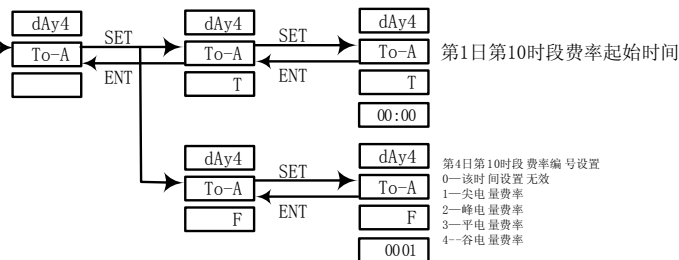 dAy4
To-A
SET
ENT
dAy4
To-A
T
SET
ENT
dAy4
To-A
T
00:00
第1日第10时段费率起始时间
dAy4
To-A
F
SET
ENT
dAy4
To-A
F
0001
第4日第10时段 费率编 号设置
0—该时 间设置 无效
1—尖电 量费率
2—峰电 量费率
3—平电 量费率
4--谷电 量费率